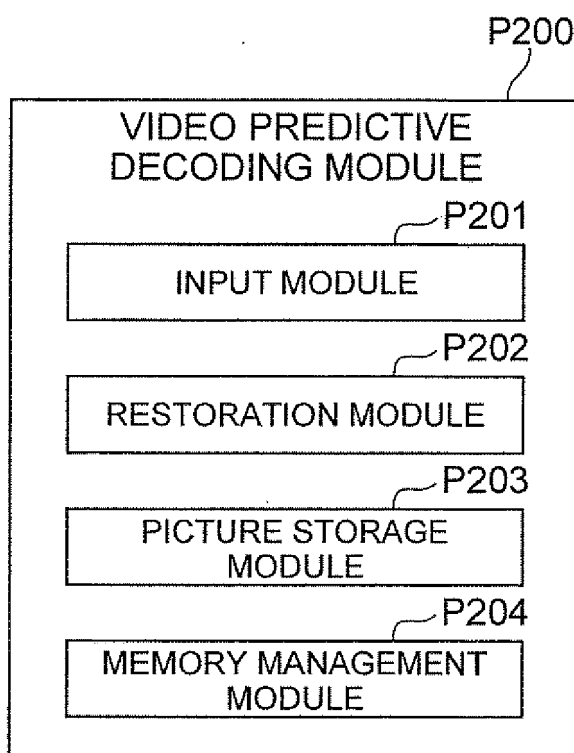 P200
VIDEO PREDICTIVE
DECODING MODULE
P201
INPUT MODULE
P202
RESTORATION MODULE
P203
PICTURE STORAGE
MODULE
P204
MEMORY MANAGEMENT
MODULE